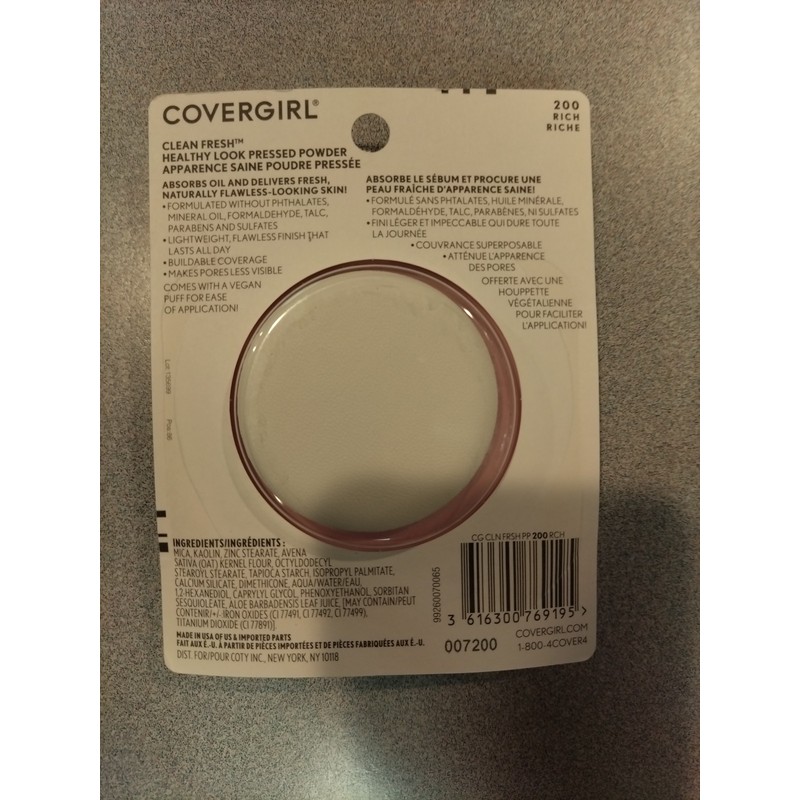 COVERGIRL®
200
RICH
RICHE
CLEAN FRESH™
HEALTHY LOOK PRESSED POWDER
APPARENCE SAINE POUDRE PRESSÉE
ABSORBS OIL AND DELIVERS FRESH,
NATURALLY FLAWLESS-LOOKING SKIN!
• FORMULATED WITHOUT PHTHALATES,
MINERAL OIL, FORMALDEHYDE, TALC,
PARABENS AND SULFATES
• LIGHTWEIGHT, FLAWLESS FINISH THAT
LASTS ALL DAY
• BUILDABLE COVERAGE
• MAKES PORES LESS VISIBLE
COMES WITH A VEGAN
PUFF FOR EASE
OF APPLICATION!
ABSORBE LE SÉBUM ET PROCURE UNE
PEAU FRAÎCHE D'APPARENCE SAINE!
• FORMULÉ SANS PHTALATES, HUILE MINÉRALE,
FORMALDÉHYDE, TALC, PARABÈNES, NI SULFATES
• FINI LÉGER ET IMPECCABLE QUI DURE TOUTE
LA JOURNÉE
• COUVRANCE SUPERPOSABLE
• ATTÉNUE L'APPARENCE
DES PORES
OFFERTE AVEC UNE
HOUPPETTE
VÉGÉTALIENNE
POUR FACILITER
L'APPLICATION!
INGREDIENTS/INGRÉDIENTS :
MICA, KAOLIN, ZINC STEARATE, AVENA
SATIVA (OAT) KERNEL FLOUR, OCTYLDODECYL
STEAROYL STEARATE, TAPIOCA STARCH, ISOPROPYL PALMITATE,
CALCIUM SILICATE, DIMETHICONE, AQUA/WATER/EAU,
1,2-HEXANEDIOL, CAPRYLYL GLYCOL, PHENOXYETHANOL, SORBITAN
SESQUIOLEATE, ALOE BARBADENSIS LEAF JUICE, [MAY CONTAIN/PEUT
CONTENIR/+/- IRON OXIDES (CI 77491, CI 77492, CI 77499),
TITANIUM DIOXIDE (CI 77891)].
MADE IN USA OF US & IMPORTED PARTS
FAIT AUX É.-U. À PARTIR DE PIÈCES IMPORTÉES ET DE PIÈCES FABRIQUÉES AUX É.-U.
DIST. FOR/POUR COTY INC., NEW YORK, NY 10118
99260070065
CG CLN FRSH PP 200 RCH
3 616300 769195 >
007200
COVERGIRL.COM
1-800-4COVER4